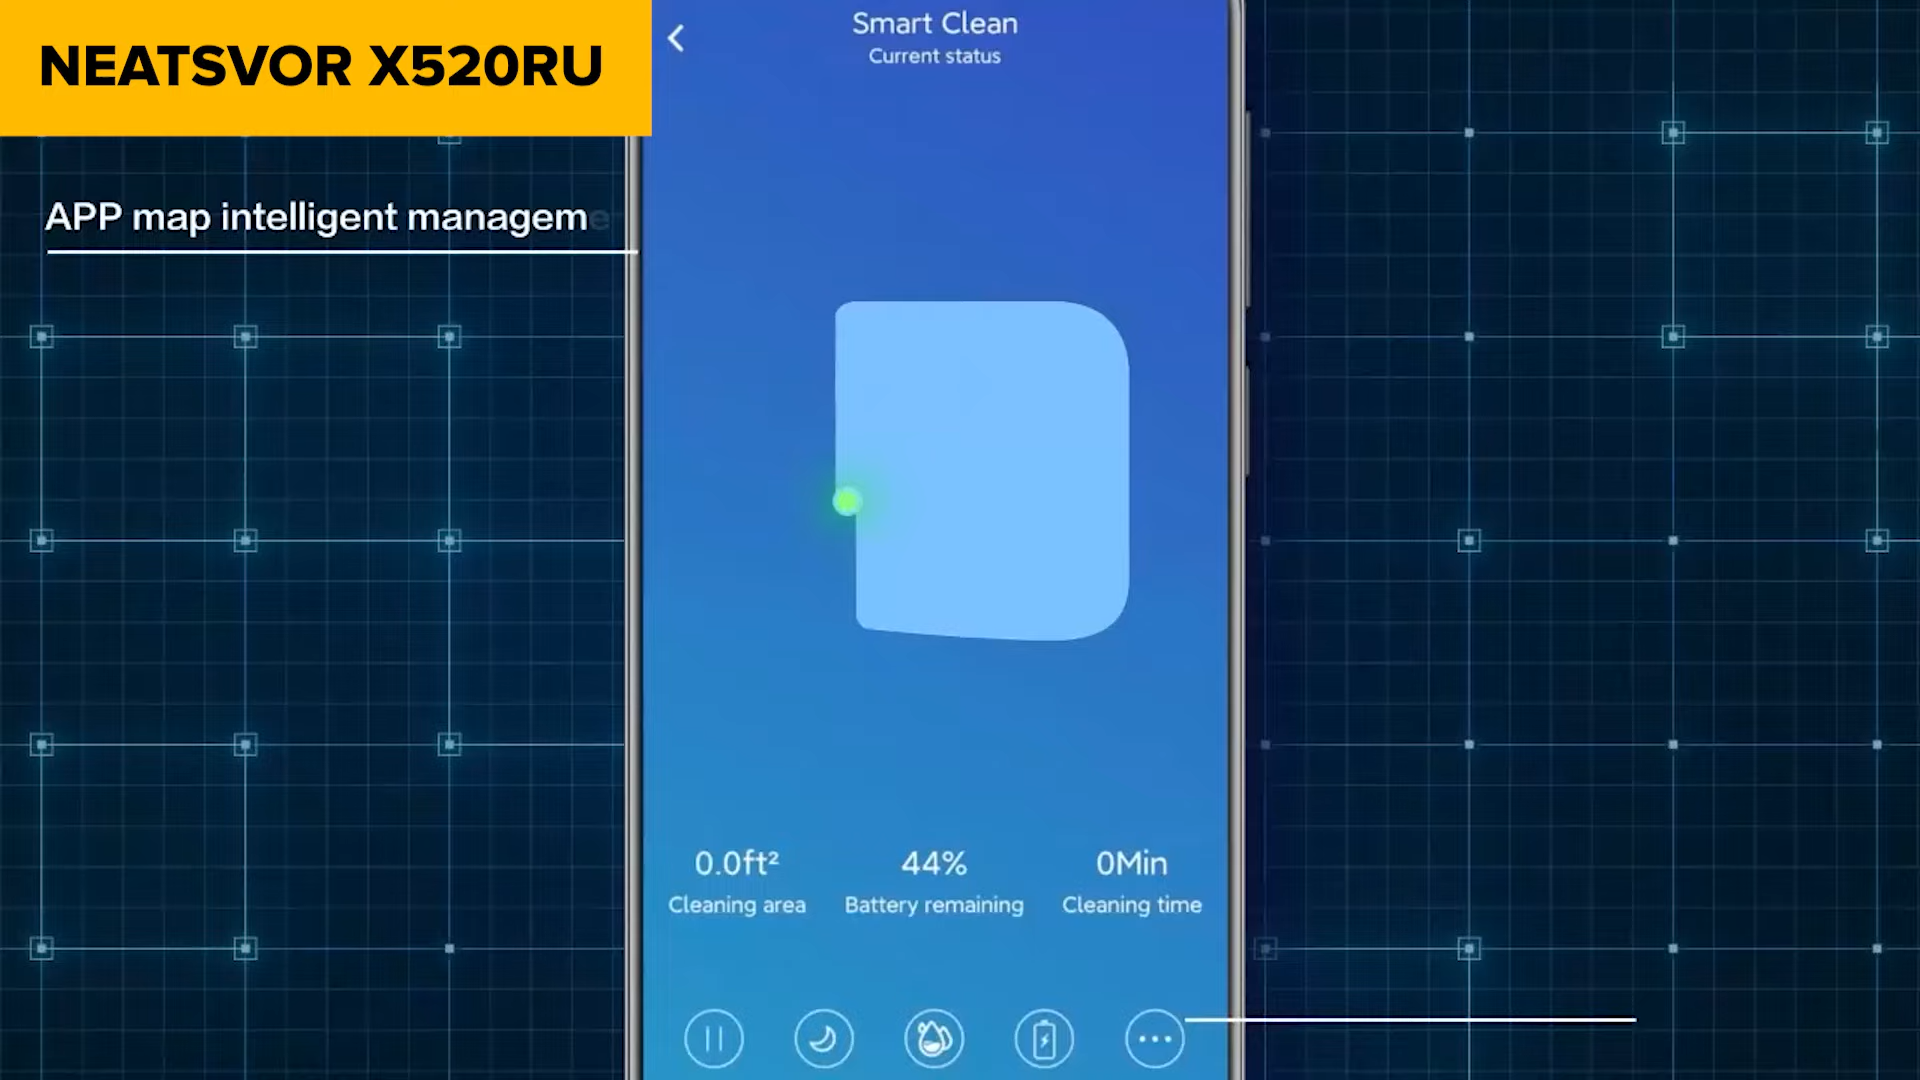 NEATSVOR X520RU
APP map intelligent manageme
Smart Clean
Current status
0.0ft²
44%
0Min
Cleaning area
Battery remaining
Cleaning time